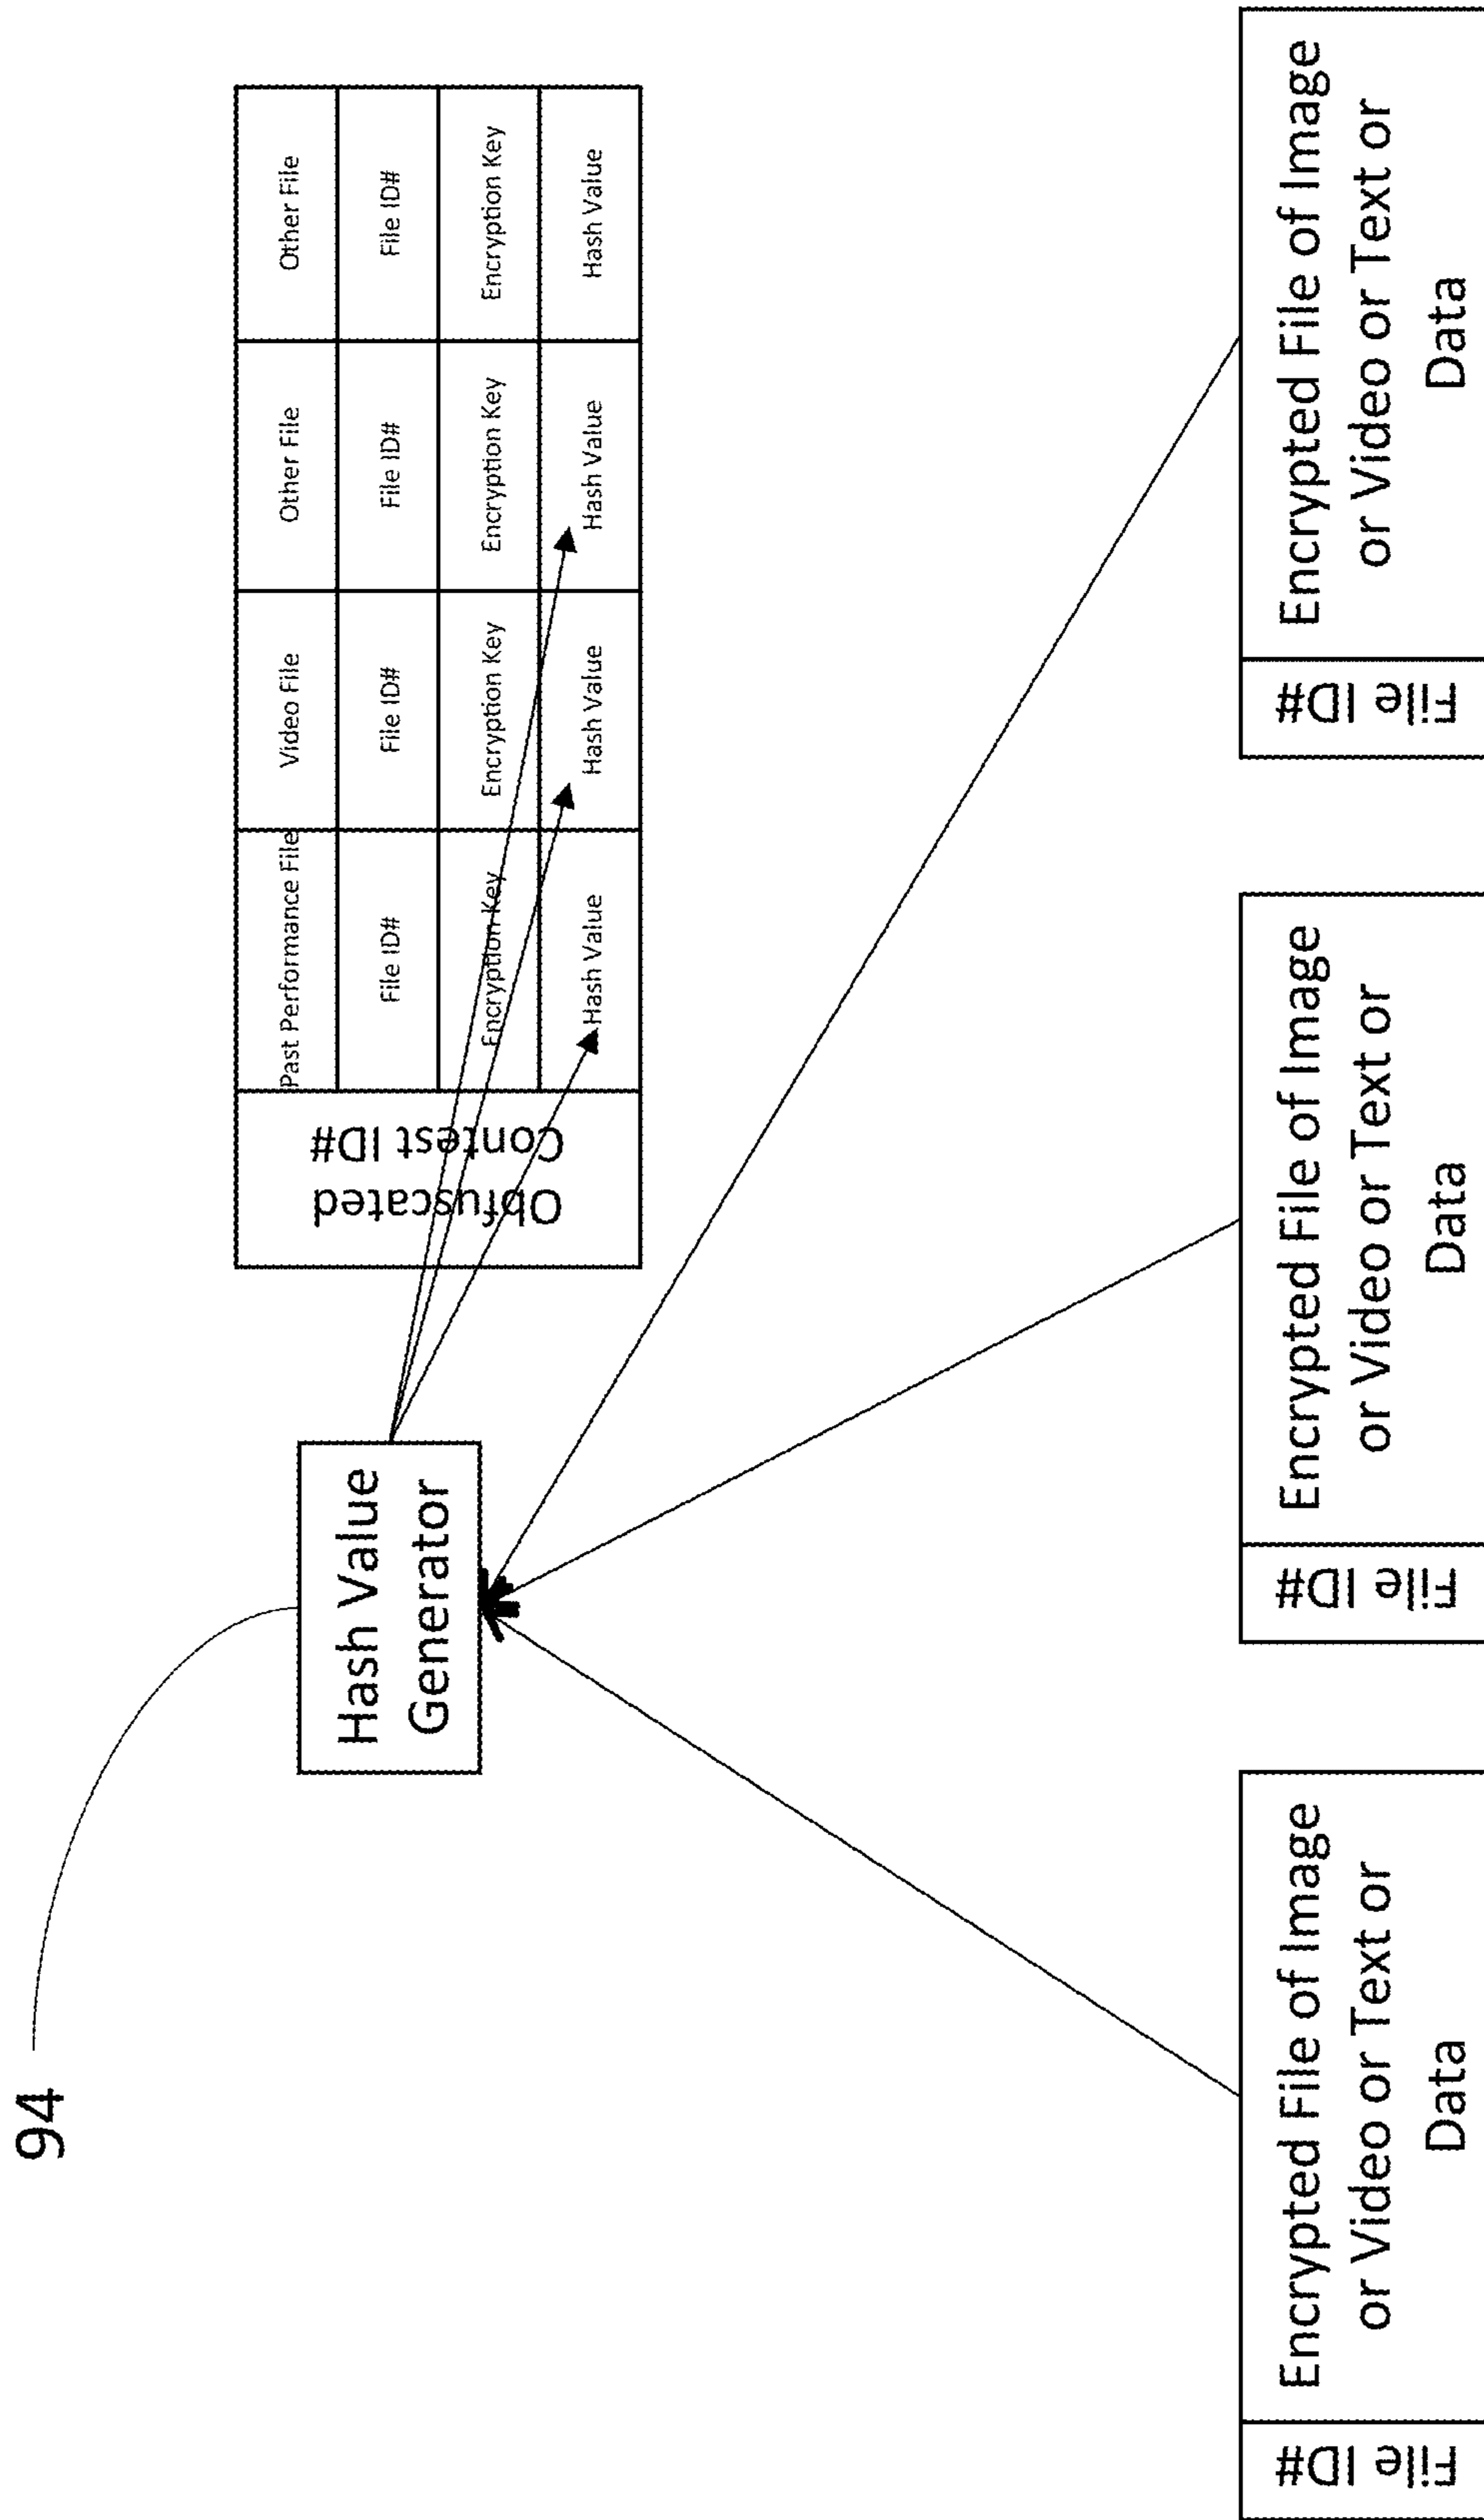 94
Hash Value
Generator
Obfuscated
Contest ID#
Past Performance File
Video File
Other File
Other File
File ID#
File ID#
File ID#
File ID#
Encryption Key
Encryption Key
Encryption Key
Encryption Key
Hash Value
Hash Value
Hash Value
Hash Value
File ID#
Encrypted File of Image
or Video or Text or
Data
File ID#
Encrypted File of Image
or Video or Text or
Data
File ID#
Encrypted File of Image
or Video or Text or
Data